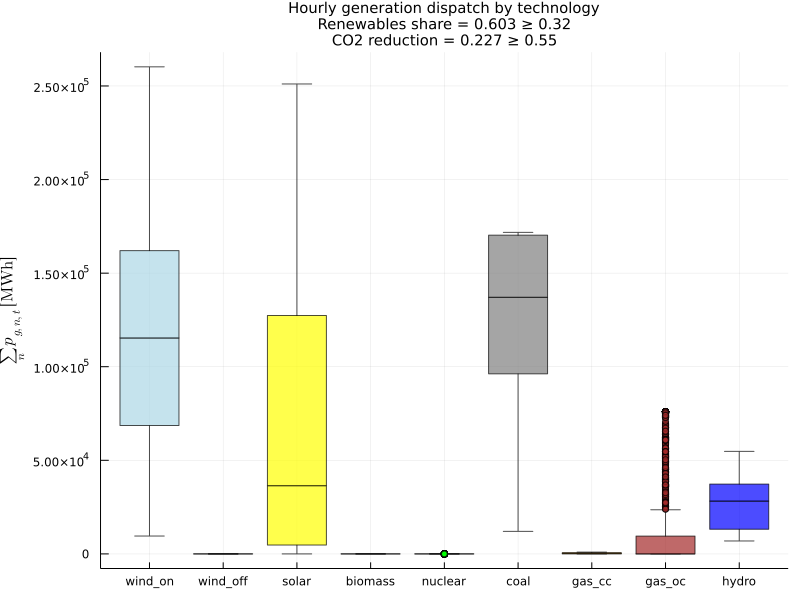 Hourly generation dispatch by technology
Renewables share = 0.603 ≥ 0.32
CO2 reduction = 0.227 ≥ 0.55
∑ₙ p_{g,n,t} [MWh]
2.50×10⁵
2.00×10⁵
1.50×10⁵
1.00×10⁵
5.00×10⁴
0
wind_on wind_off solar biomass nuclear coal gas_cc gas_oc hydro